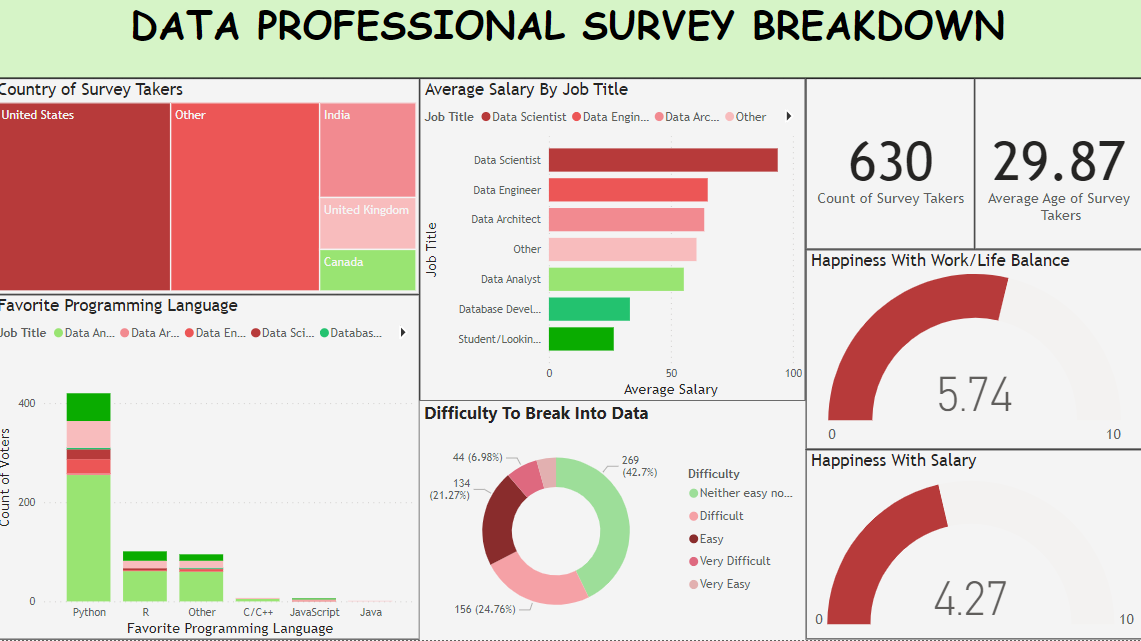 DATA PROFESSIONAL SURVEY BREAKDOWN
Country of Survey Takers
United States
Other
India
United Kingdom
Canada
Average Salary By Job Title
Job Title Data Scientist Data Engin... Data Arc... Other
Job Title
Data Scientist
Data Engineer
Data Architect
Other
Data Analyst
Database Devel...
Student/Lookin...
0 50 100
Average Salary
630
Count of Survey Takers
29.87
Average Age of Survey
Takers
Happiness With Work/Life Balance
5.74
0 10
Favorite Programming Language
Job Title Data An... Data Ar... Data En... Data Sci... Databas...
Count of Voters
400
200
0
Python R Other C/C++ JavaScript Java
Favorite Programming Language
Difficulty To Break Into Data
44 (6.98%)
134
(21.27%)
269
(42.7%)
156 (24.76%)
Difficulty
Neither easy no...
Difficult
Easy
Very Difficult
Very Easy
Happiness With Salary
4.27
0 10